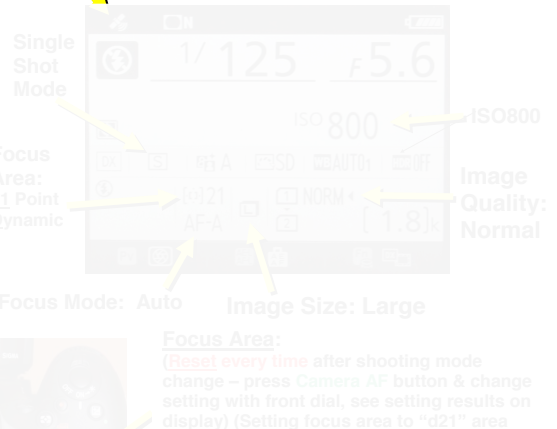 Single
Shot
Mode
1/125 F5.6
ISO 800
ISO800
S A SD AUTO OFF
Focus
Area:
21 Point
Dynamic
[ ] 21 NORM
AF-A [ 1.8]k
Image
Quality:
Normal
Focus Mode: Auto
Image Size: Large
Focus Area:
(Reset every time after shooting mode
change – press Camera AF button & change
setting with front dial, see setting results on
display) (Setting focus area to "d21" area